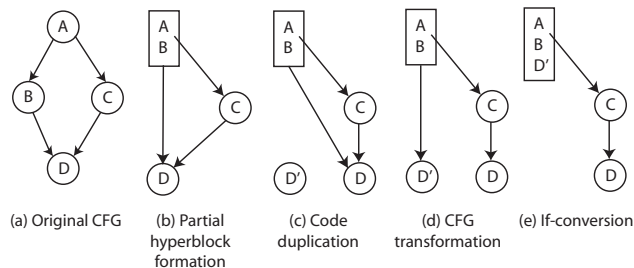 A
B
C
D
(a) Original CFG
A
B
C
D
(b) Partial
hyperblock
formation
A
B
C
D'
D
(c) Code
duplication
A
B
C
D'
D
(d) CFG
transformation
A
B
D'
C
D
(e) If-conversion